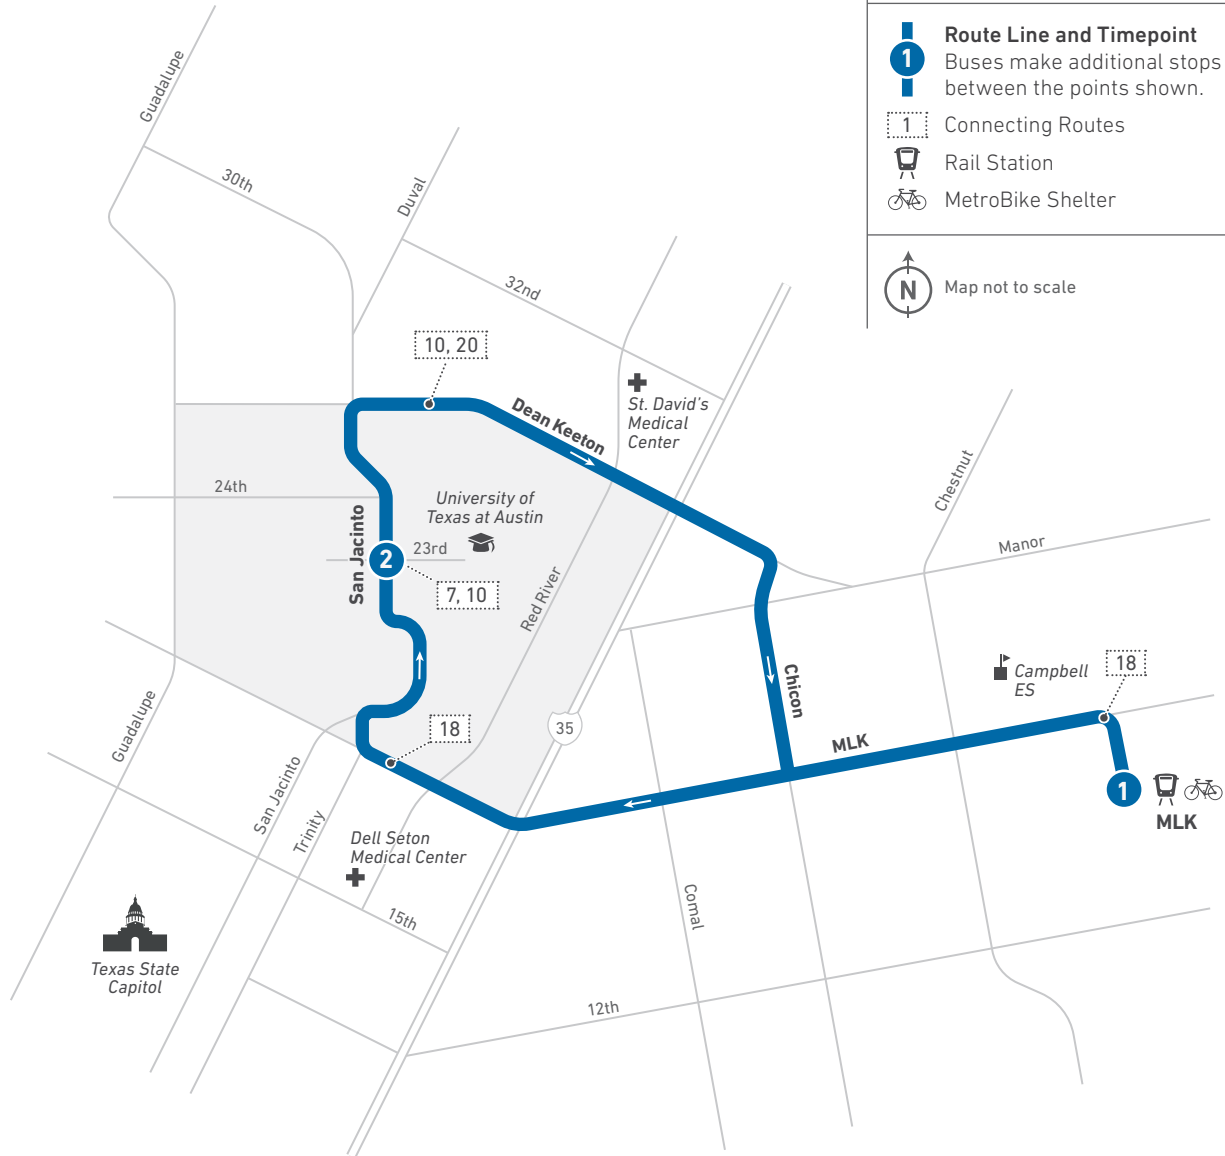 Route Line and Timepoint
1
Buses make additional stops
between the points shown.
1
Connecting Routes
Rail Station
MetroBike Shelter
N
Map not to scale
Guadalupe
30th
Duval
32nd
10, 20
St. David's
Medical
Center
Dean Keeton
24th
University of
Texas at Austin
San Jacinto
23rd
2
7, 10
Red River
Chestnut
Manor
Campbell
ES
18
Chicon
Guadalupe
18
35
MLK
1
MLK
San Jacinto
Trinity
Dell Seton
Medical Center
Comal
15th
Texas State
Capitol
12th